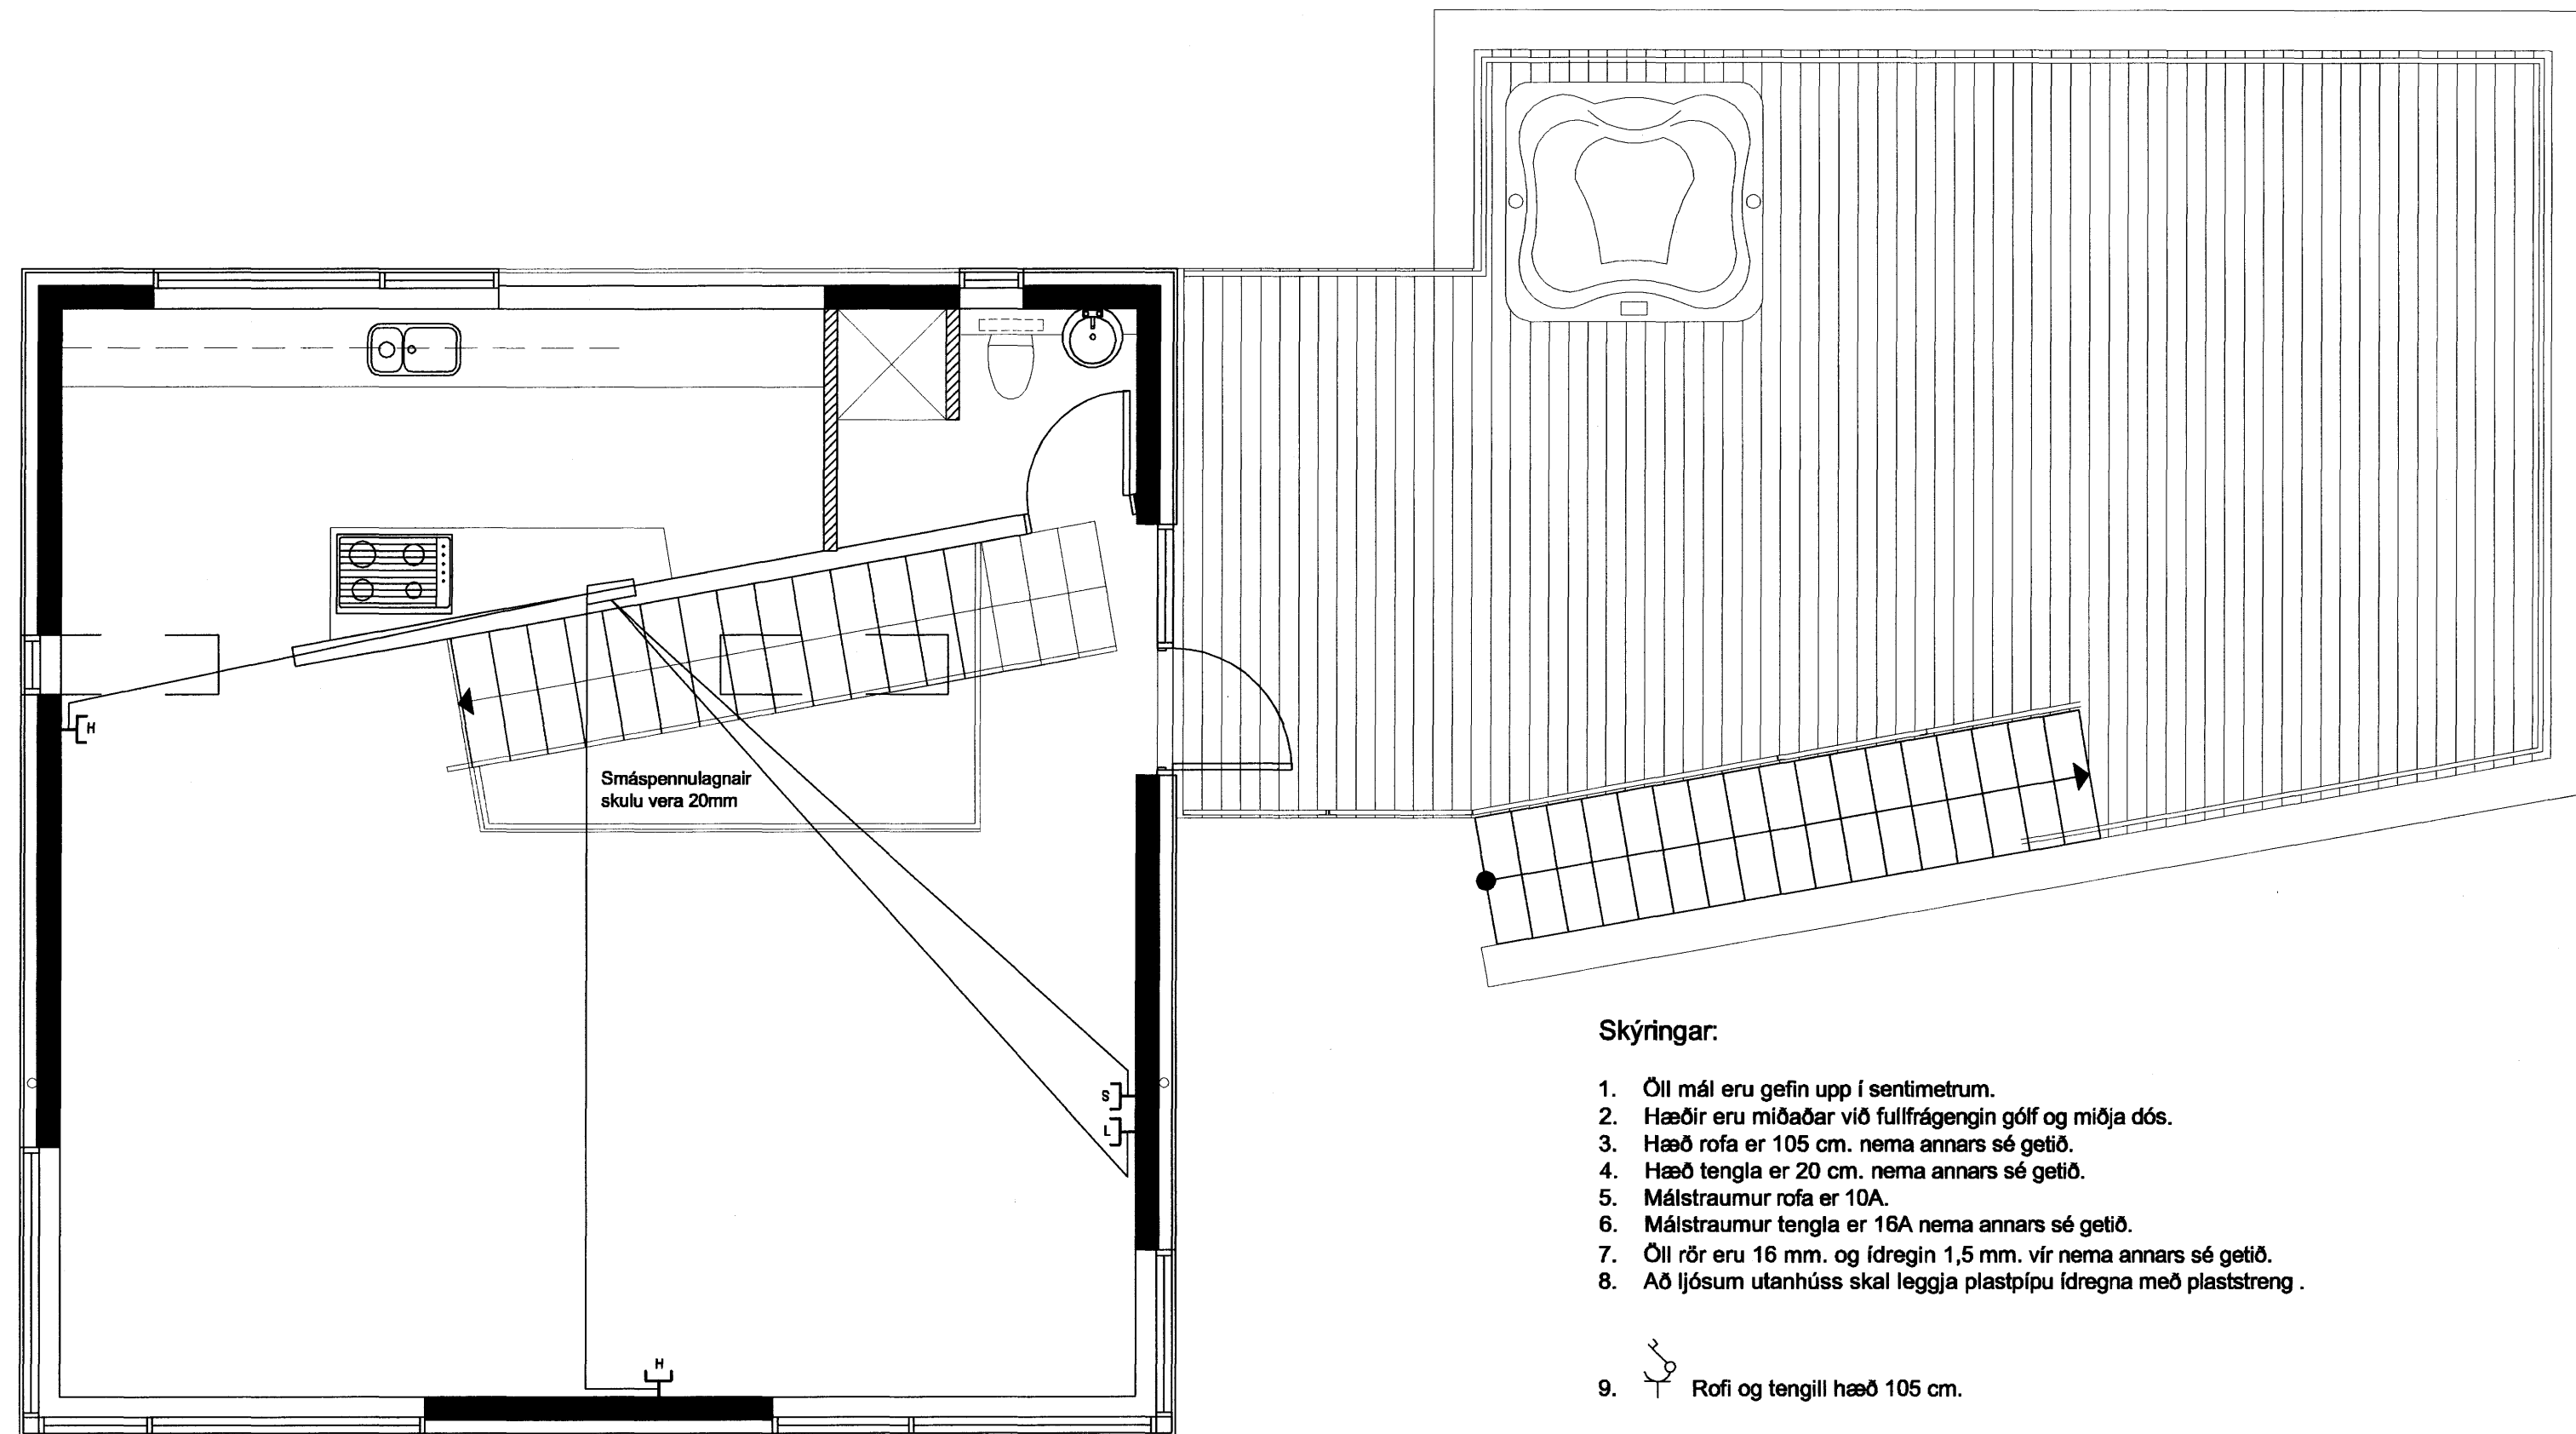 H
Smáspennulagnair
skulu vera 20mm
S
L
H
Skýringar:
1. Öll mál eru gefin upp í sentimetrum.
2. Hæðir eru miðaðar við fullfrágengin gólf og miðja dós.
3. Hæð rofa er 105 cm. nema annars sé getið.
4. Hæð tengla er 20 cm. nema annars sé getið.
5. Málstraumur rofa er 10A.
6. Málstraumur tengla er 16A nema annars sé getið.
7. Öll rör eru 16 mm. og ídregin 1,5 mm. vír nema annars sé getið.
8. Að ljósum utanhúss skal leggja plastpípu ídregna með plaststreng .
9. Rofi og tengill hæð 105 cm.